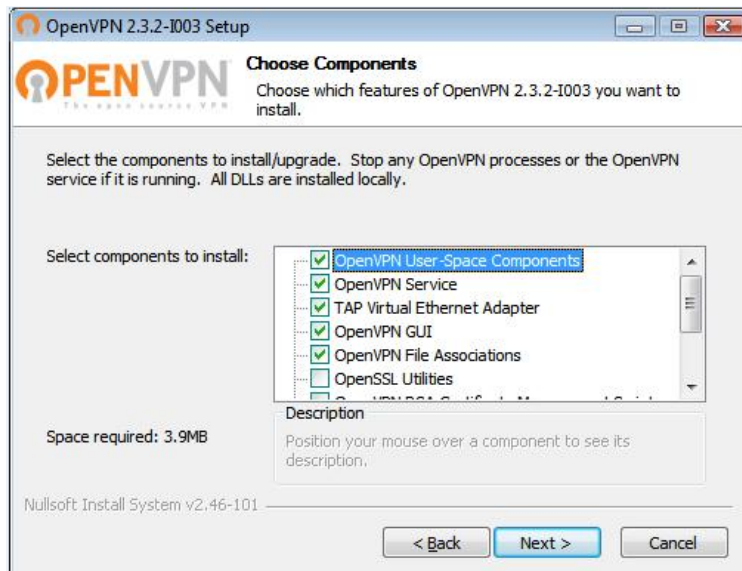 OpenVPN 2.3.2-I003 Setup
OPENVPN
The open source VPN
Choose Components
Choose which features of OpenVPN 2.3.2-I003 you want to
install.
Select the components to install/upgrade. Stop any OpenVPN processes or the OpenVPN
service if it is running. All DLLs are installed locally.
Select components to install:
OpenVPN User-Space Components
OpenVPN Service
TAP Virtual Ethernet Adapter
OpenVPN GUI
OpenVPN File Associations
OpenSSL Utilities
Space required: 3.9MB
Description
Position your mouse over a component to see its
description.
Nullsoft Install System v2.46-101
< Back
Next >
Cancel